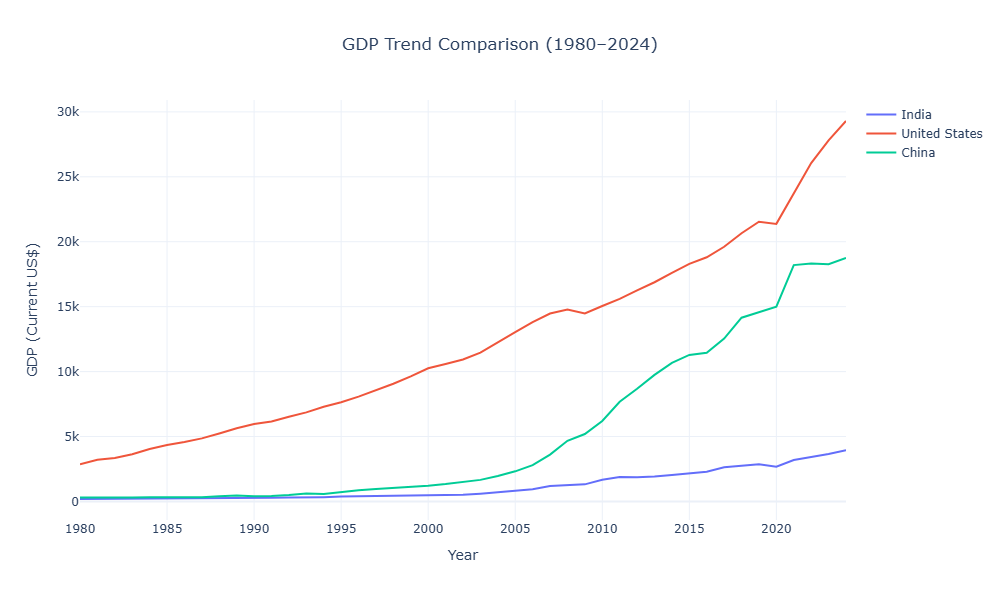 GDP Trend Comparison (1980–2024)
30k
25k
20k
15k
10k
5k
0
GDP (Current US$)
1980 1985 1990 1995 2000 2005 2010 2015 2020
Year
India
United States
China